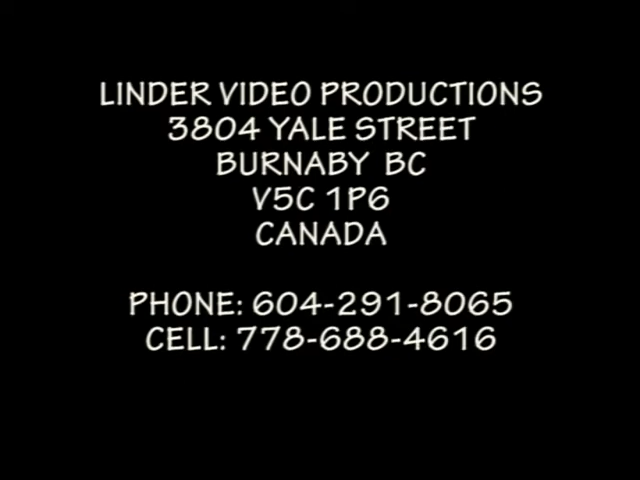 LINDER VIDEO PRODUCTIONS
3804 YALE STREET
BURNABY BC
V5C 1P6
CANADA
PHONE: 604-291-8065
CELL: 778-688-4616